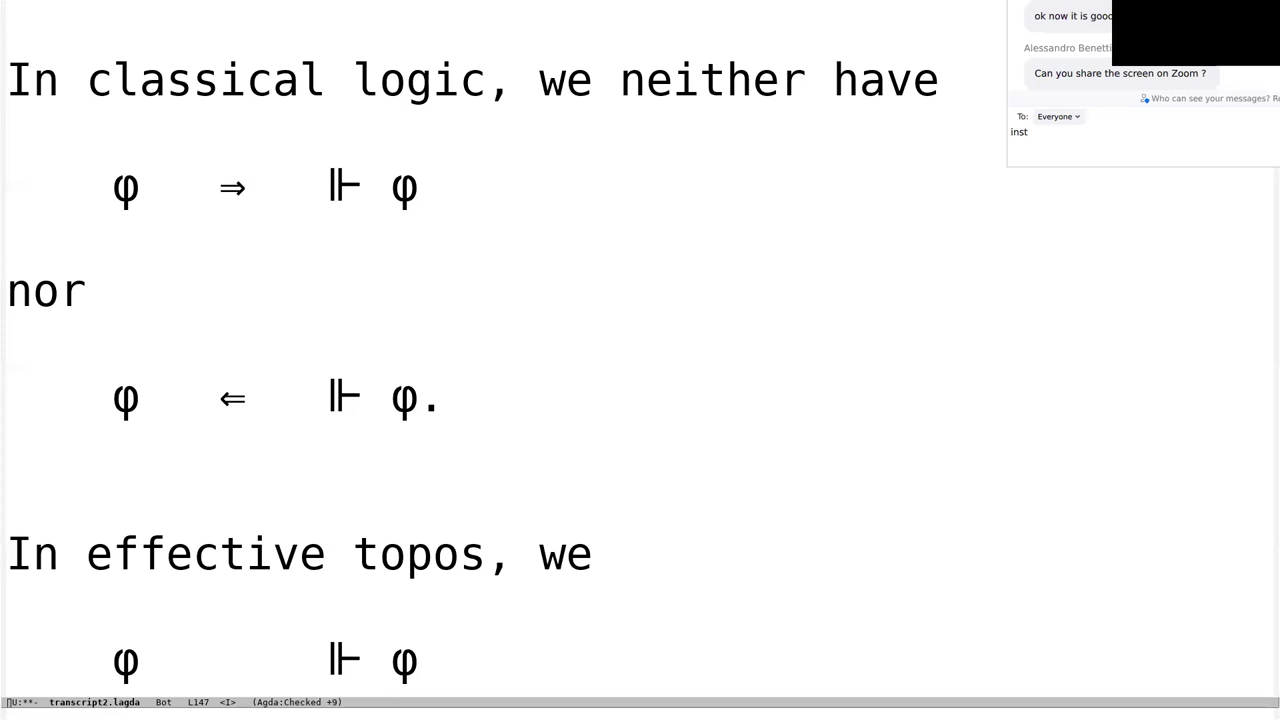 In classical logic, we neither have
φ ⇒ ⊩ φ
nor
φ ⇐ ⊩ φ.
In effective topos, we
φ ⊩ φ
U:**- transcript2.lagda Bot L147 <I> (Agda:Checked +9)
ok now it is good
Alessandro Benetti
Can you share the screen on Zoom ?
Who can see your messages?
To: Everyone
inst